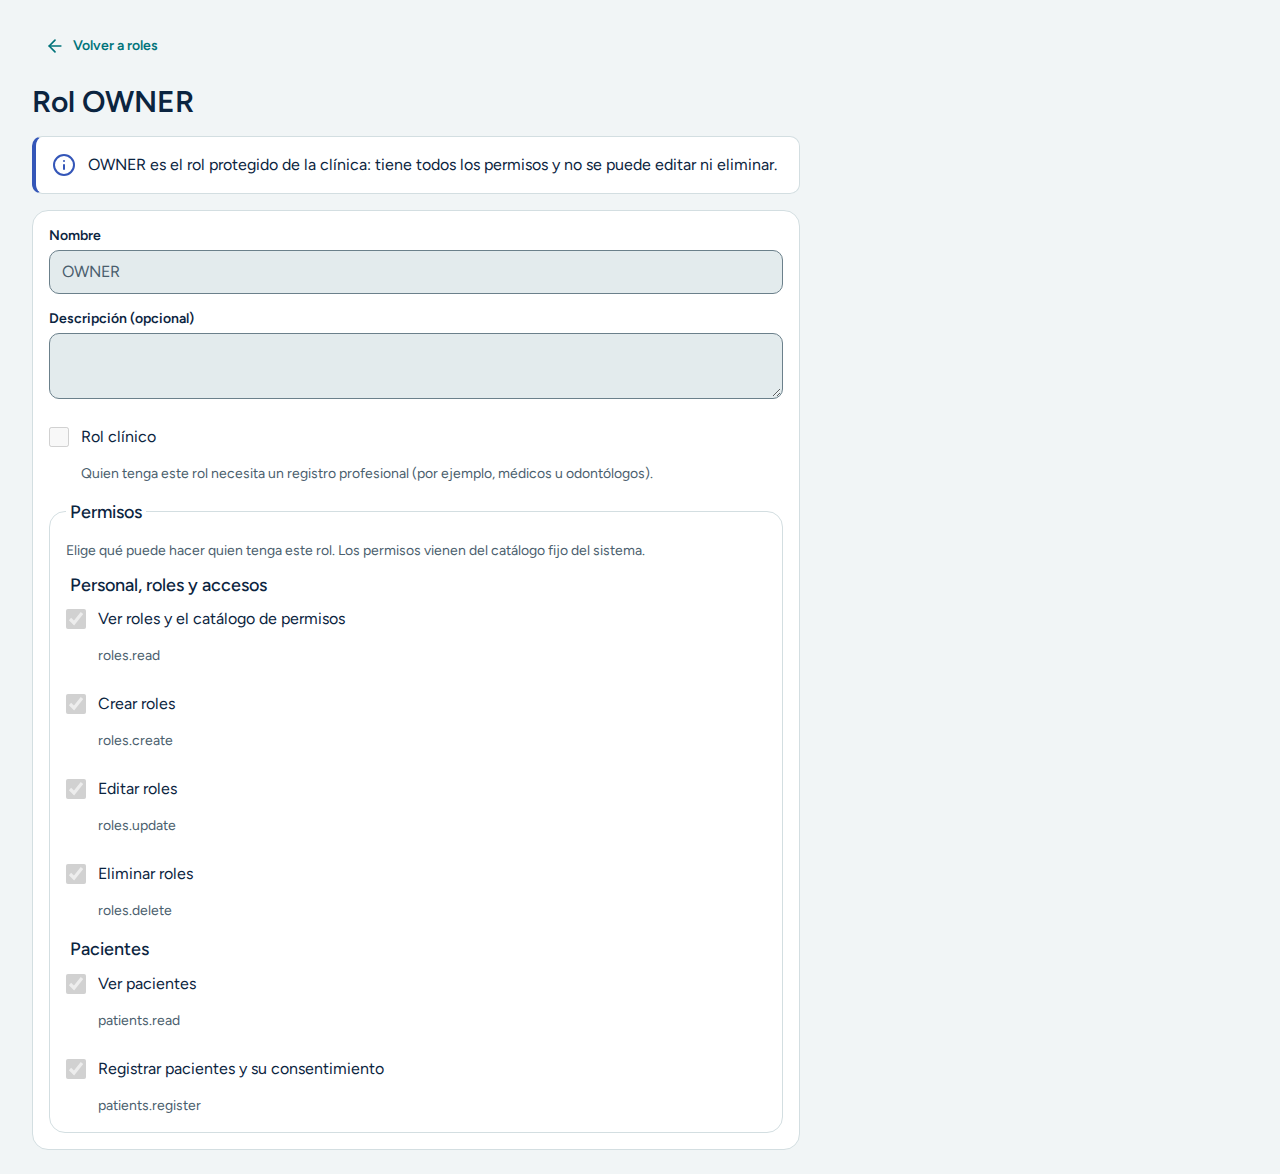 Volver a roles
Rol OWNER
OWNER es el rol protegido de la clínica: tiene todos los permisos y no se puede editar ni eliminar.
Nombre
OWNER
Descripción (opcional)
Rol clínico
Quien tenga este rol necesita un registro profesional (por ejemplo, médicos u odontólogos).
Permisos
Elige qué puede hacer quien tenga este rol. Los permisos vienen del catálogo fijo del sistema.
Personal, roles y accesos
Ver roles y el catálogo de permisos
roles.read
Crear roles
roles.create
Editar roles
roles.update
Eliminar roles
roles.delete
Pacientes
Ver pacientes
patients.read
Registrar pacientes y su consentimiento
patients.register